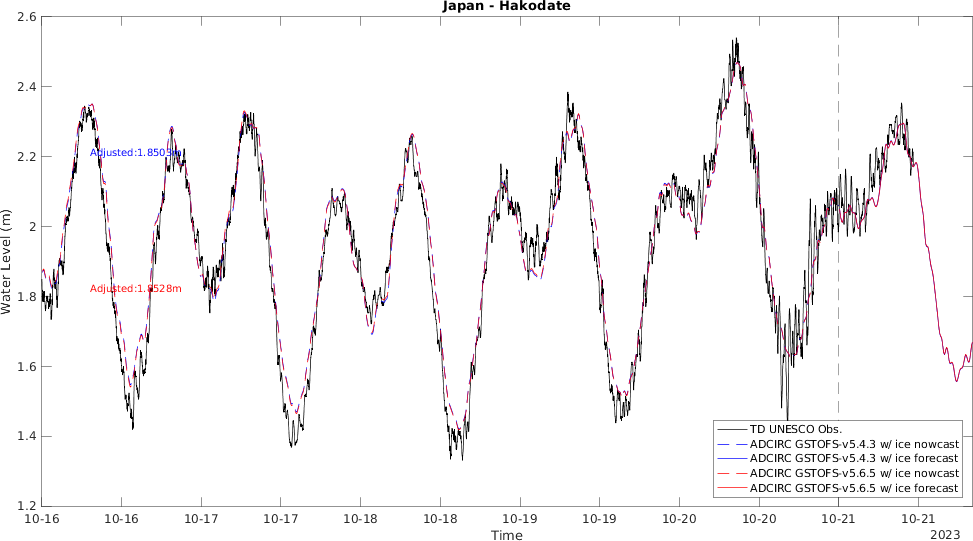 Japan - Hakodate
2.6
2.4
2.2
2
1.8
1.6
1.4
1.2
Water Level (m)
Adjusted:1.8505m
Adjusted:1.8528m
TD UNESCO Obs.
ADCIRC GSTOFS-v5.4.3 w/ ice nowcast
ADCIRC GSTOFS-v5.4.3 w/ ice forecast
ADCIRC GSTOFS-v5.6.5 w/ ice nowcast
ADCIRC GSTOFS-v5.6.5 w/ ice forecast
10-16 10-16 10-17 10-17 10-18 10-18 10-19 10-19 10-20 10-20 10-21 10-21
Time
2023